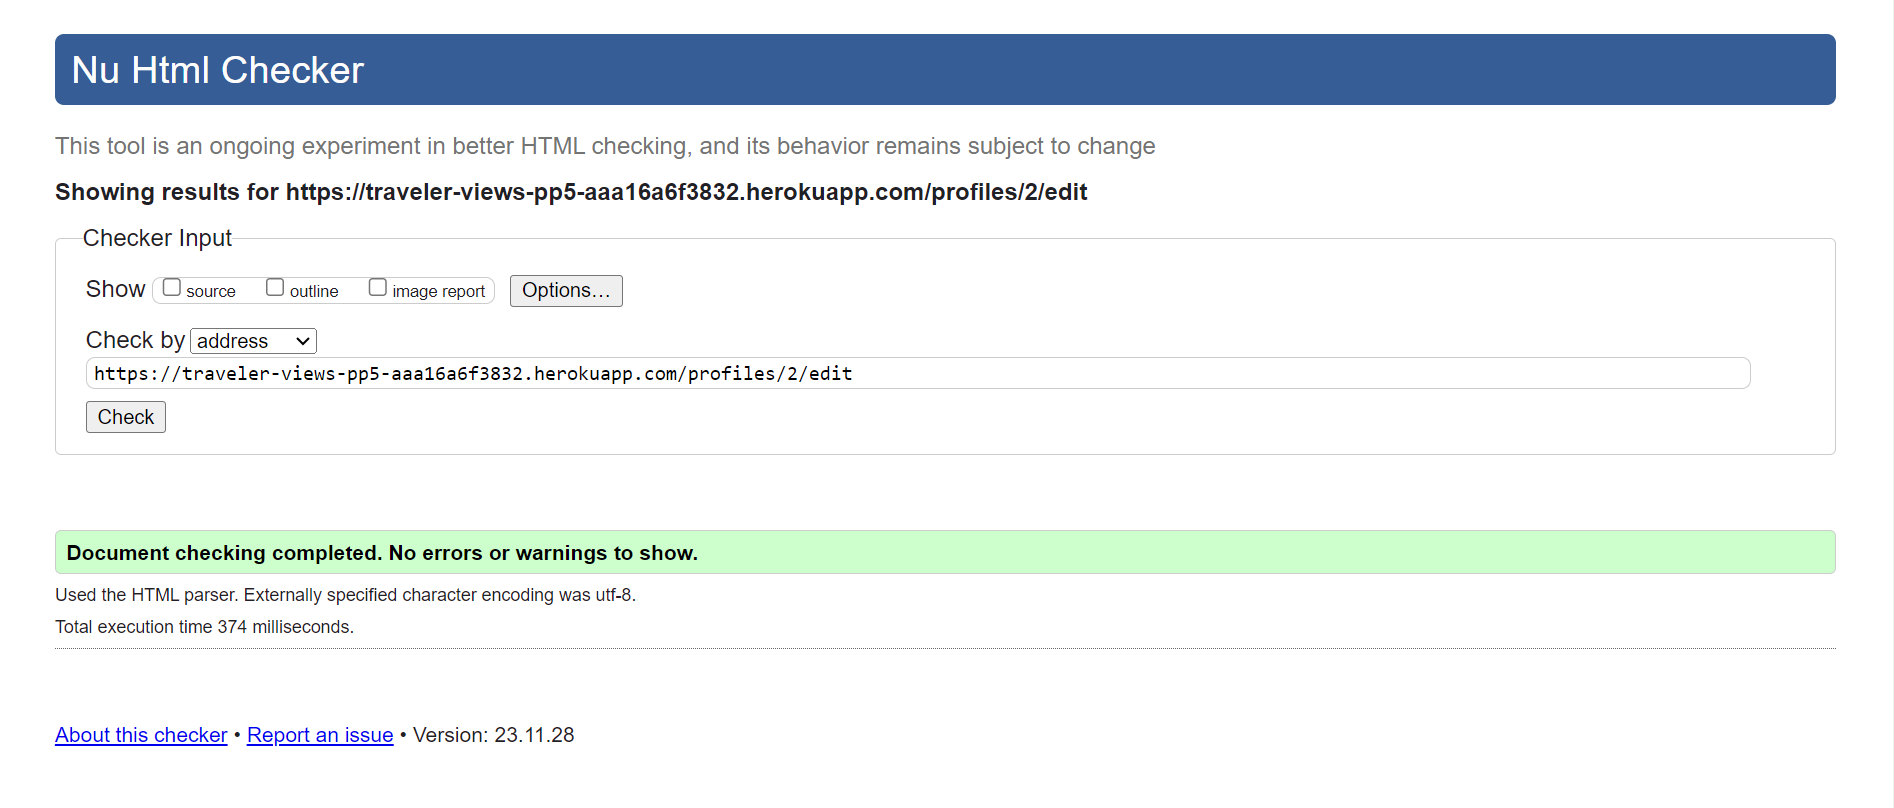 Nu Html Checker
This tool is an ongoing experiment in better HTML checking, and its behavior remains subject to change
Showing results for https://traveler-views-pp5-aaa16a6f3832.herokuapp.com/profiles/2/edit
Checker Input
Show source outline image report Options...
Check by address
https://traveler-views-pp5-aaa16a6f3832.herokuapp.com/profiles/2/edit
Check
Document checking completed. No errors or warnings to show.
Used the HTML parser. Externally specified character encoding was utf-8.
Total execution time 374 milliseconds.
About this checker • Report an issue • Version: 23.11.28